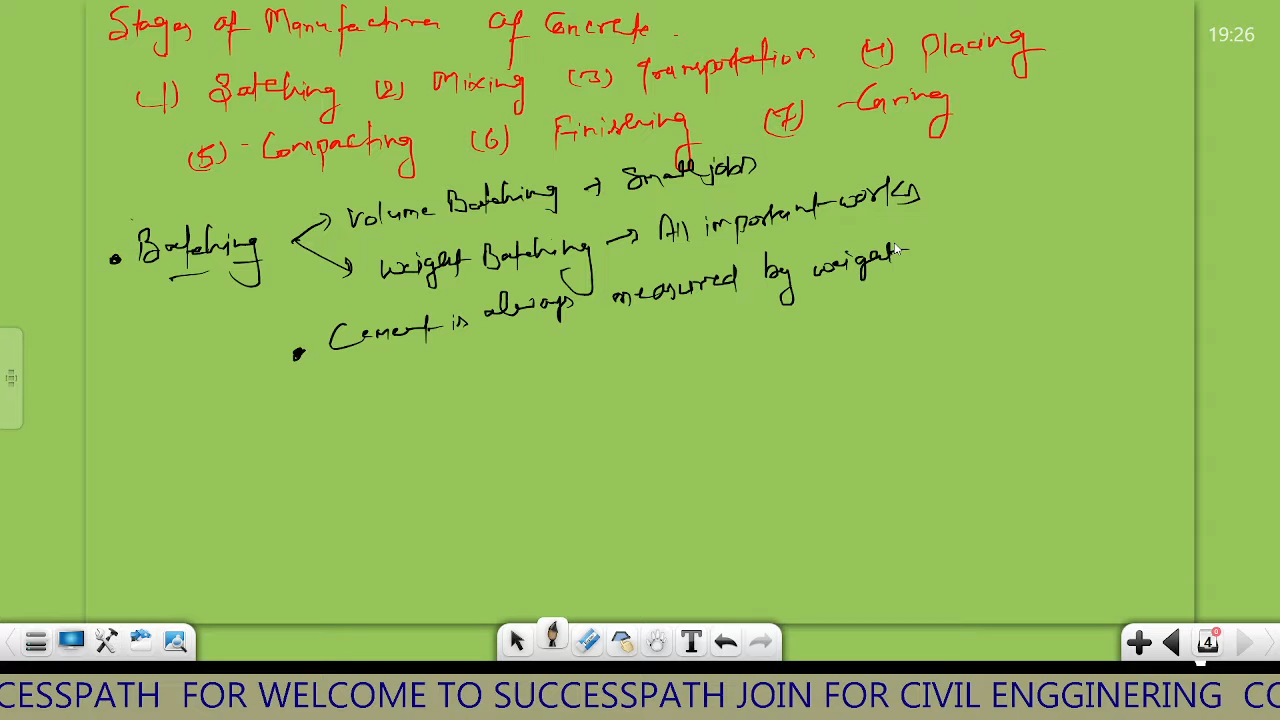 Stages of Manufacture of Concrete.
19:26
(1) Batching (2) Mixing (3) Transportation (4) Placing
(5) Compacting (6) Finishing (7) Curing
• Batching → Volume Batching → Small jobs
→ Weight Batching → All important works
• Cement is always measured by weight
T
4
0
CESSPATH FOR WELCOME TO SUCCESSPATH JOIN FOR CIVIL ENGGINERING CO